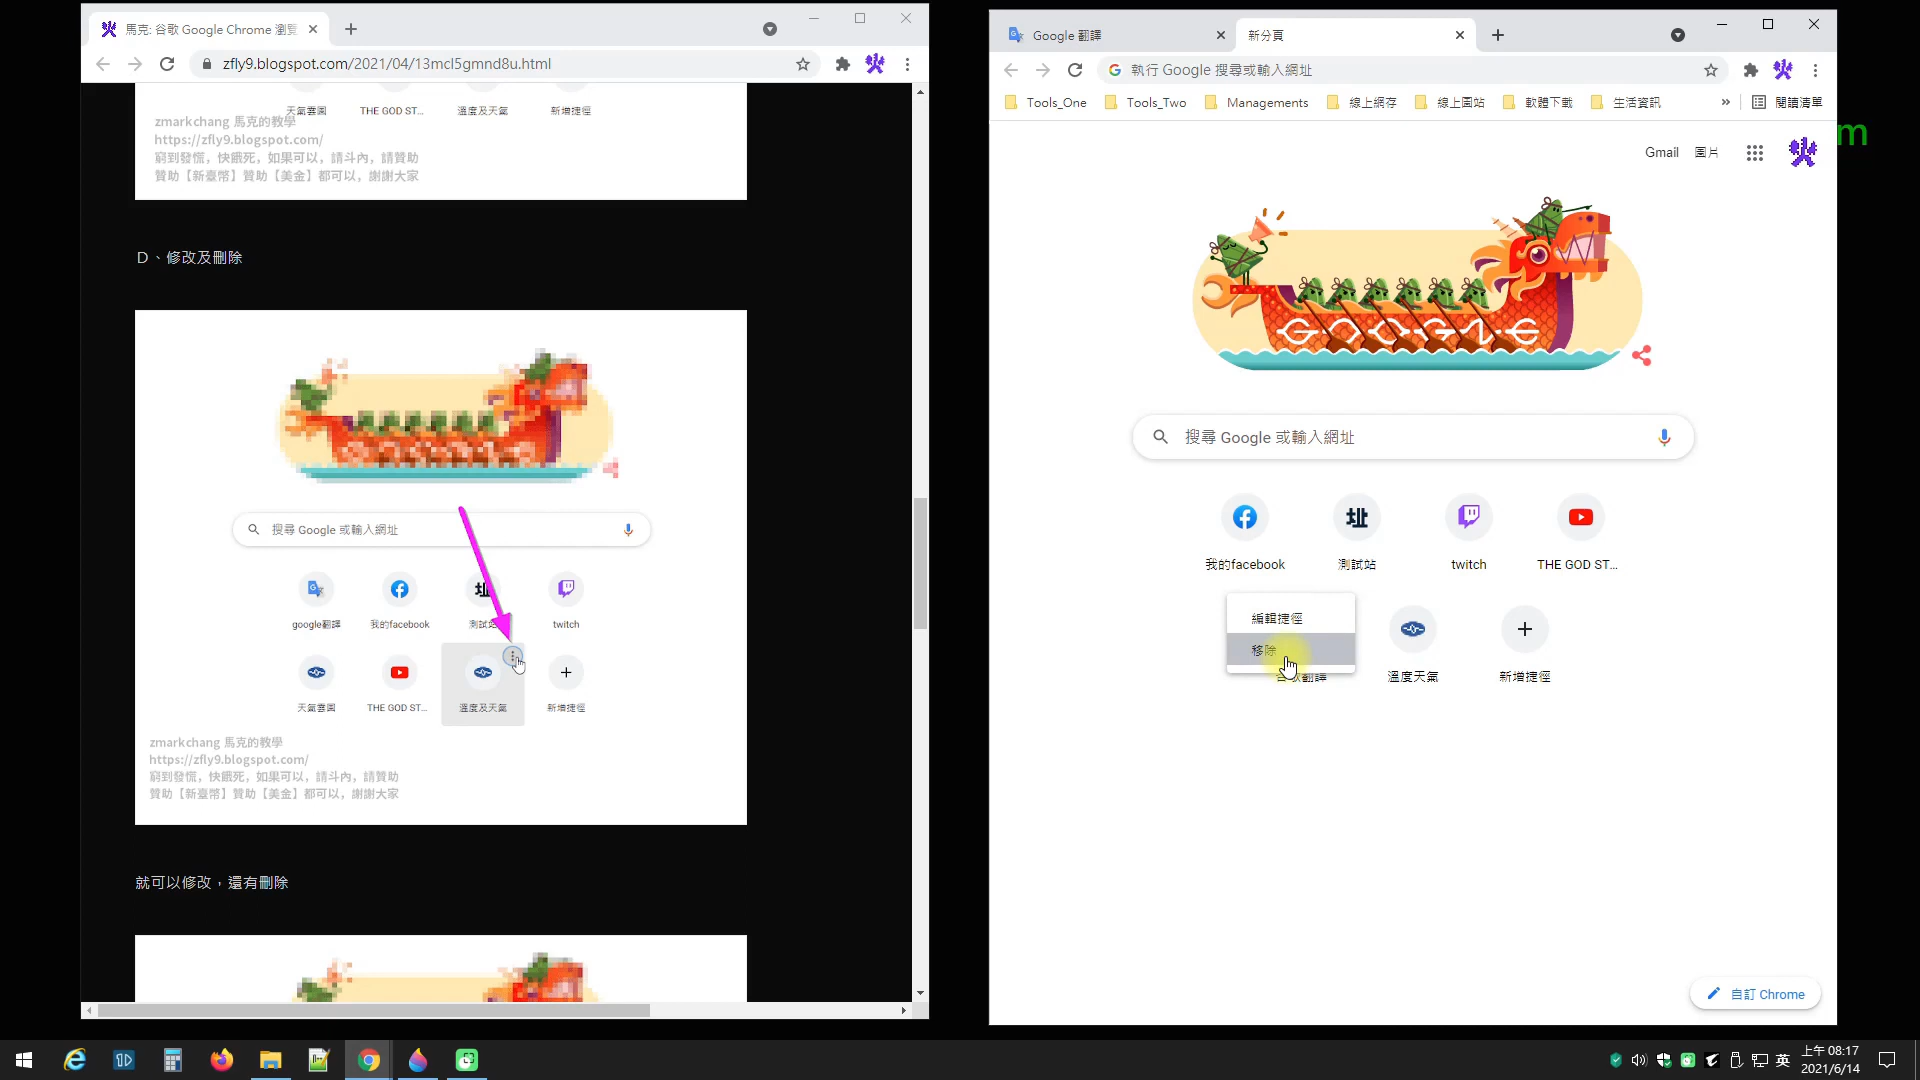 馬克: 谷歌 Google Chrome 瀏覽
zfly9.blogspot.com/2021/04/13mcl5gmnd8u.html
天氣雲圖
THE GOD ST...
溫度及天氣
新增捷徑
zmarkchang 馬克的教學
https://zfly9.blogspot.com/
窮到發慌，快餓死，如果可以，請斗內，請贊助
贊助【新臺幣】贊助【美金】都可以，謝謝大家
D、修改及刪除
搜尋 Google 或輸入網址
google翻譯
我的facebook
測試站
twitch
天氣雲圖
THE GOD ST...
溫度及天氣
新增捷徑
zmarkchang 馬克的教學
https://zfly9.blogspot.com/
窮到發慌，快餓死，如果可以，請斗內，請贊助
贊助【新臺幣】贊助【美金】都可以，謝謝大家
就可以修改，還有刪除
Google 翻譯
新分頁
執行 Google 搜尋或輸入網址
Tools_One
Tools_Two
Managements
線上網存
線上圖站
軟體下載
生活資訊
»
閱讀清單
m
Gmail
圖片
GOOGLE
搜尋 Google 或輸入網址
我的facebook
測試站
址
twitch
THE GOD ST...
編輯捷徑
移除
谷歌翻譯
溫度天氣
新增捷徑
自訂 Chrome
英
上午 08:17
2021/6/14